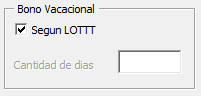 Bono Vacacional
Segun LOTTT
Cantidad de dias